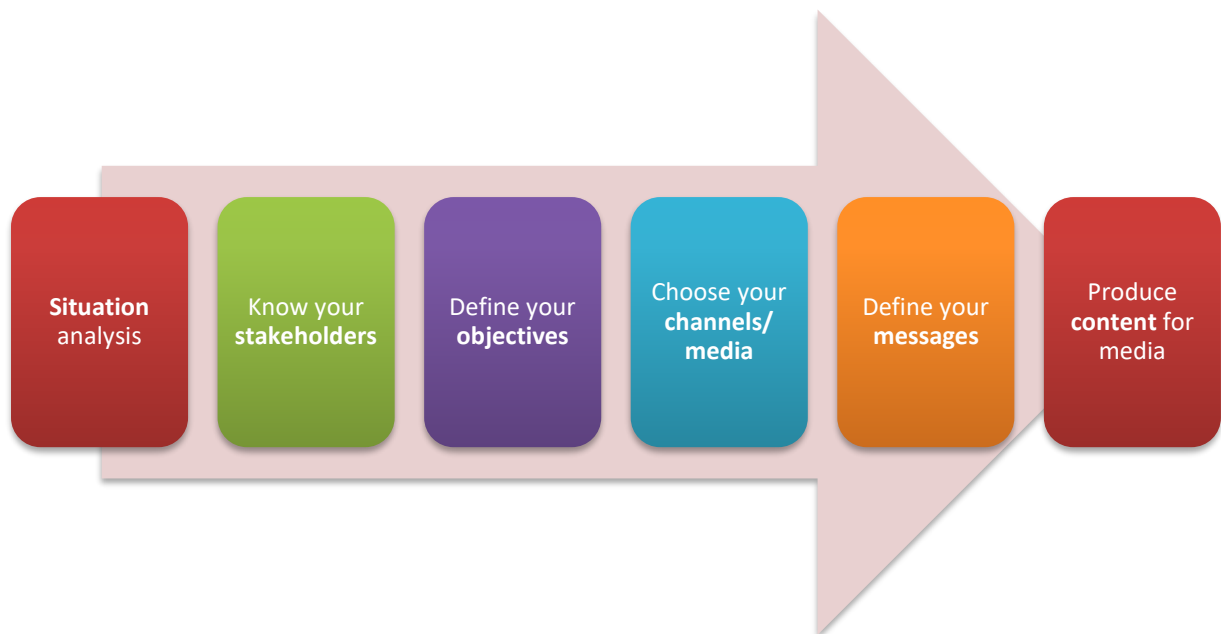 Situation
analysis
Know your
stakeholders
Define your
objectives
Choose your
channels/
media
Define your
messages
Produce
content for
media